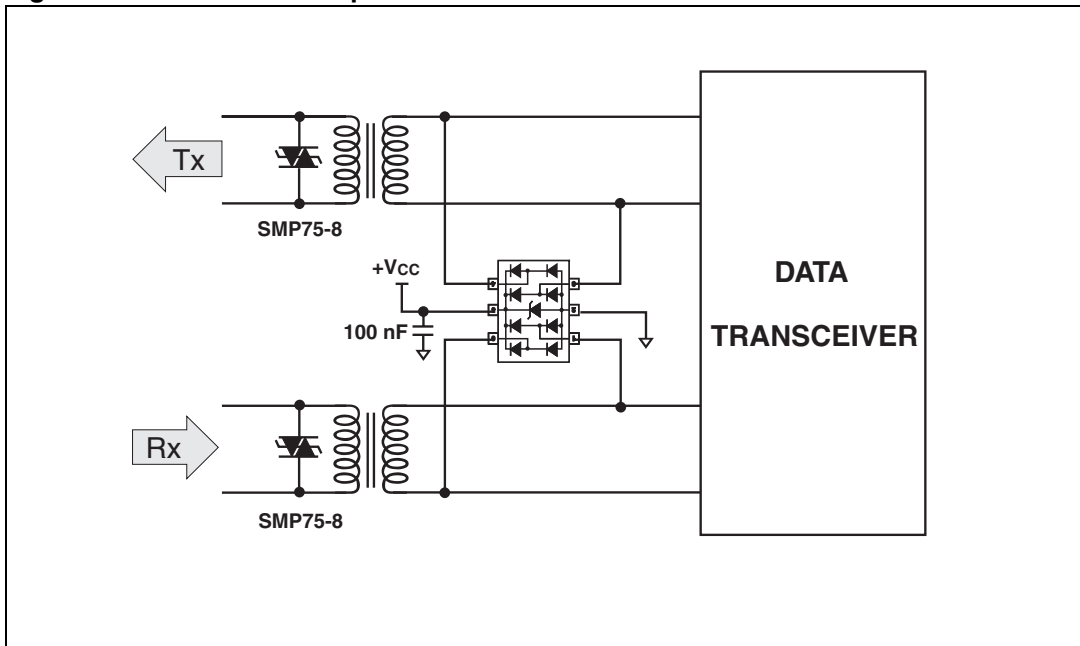 Tx
SMP75-8
+Vcc
100 nF
DATA
TRANSCEIVER
Rx
SMP75-8